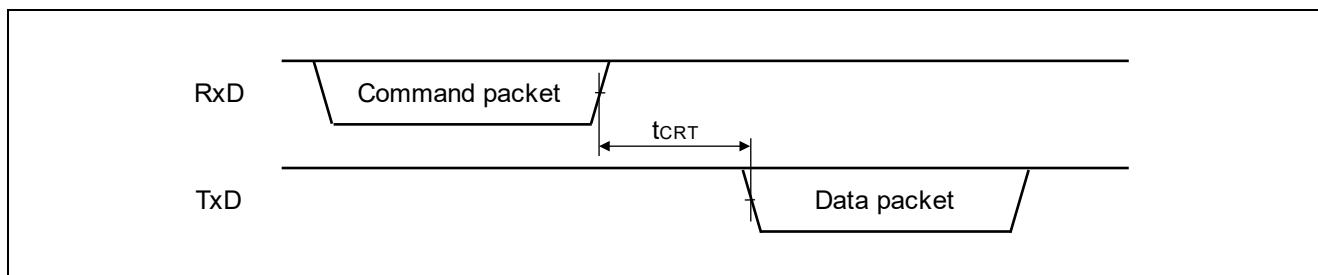 RxD
Command packet
tCRT
TxD
Data packet